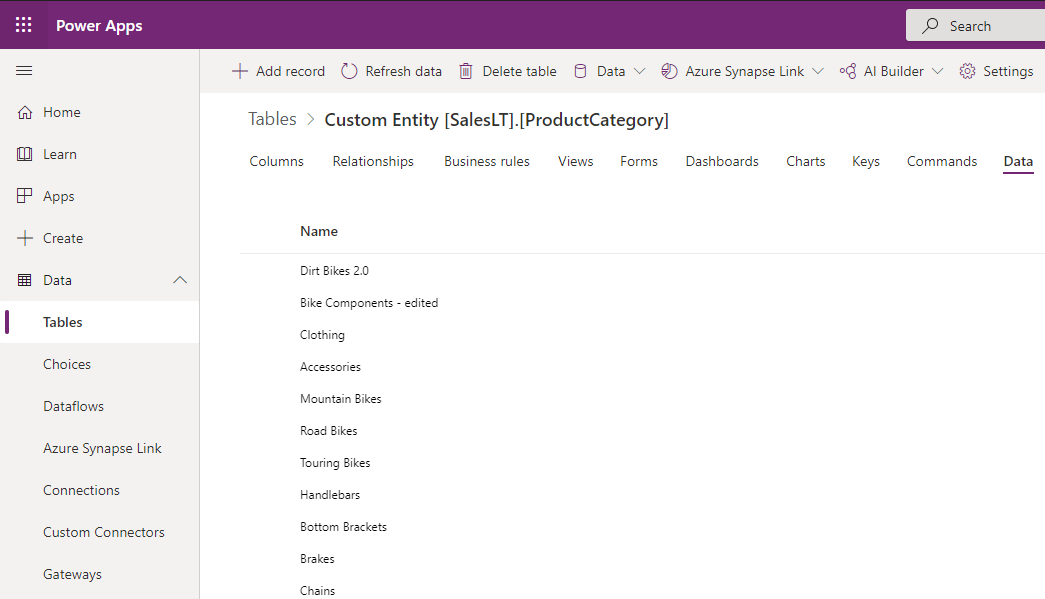 Power Apps
Search
Add record Refresh data Delete table Data Azure Synapse Link AI Builder Settings
Home
Learn
Apps
Create
Data
Tables
Choices
Dataflows
Azure Synapse Link
Connections
Custom Connectors
Gateways
Tables > Custom Entity [SalesLT].[ProductCategory]
Columns Relationships Business rules Views Forms Dashboards Charts Keys Commands Data
Name
Dirt Bikes 2.0
Bike Components - edited
Clothing
Accessories
Mountain Bikes
Road Bikes
Touring Bikes
Handlebars
Bottom Brackets
Brakes
Chains